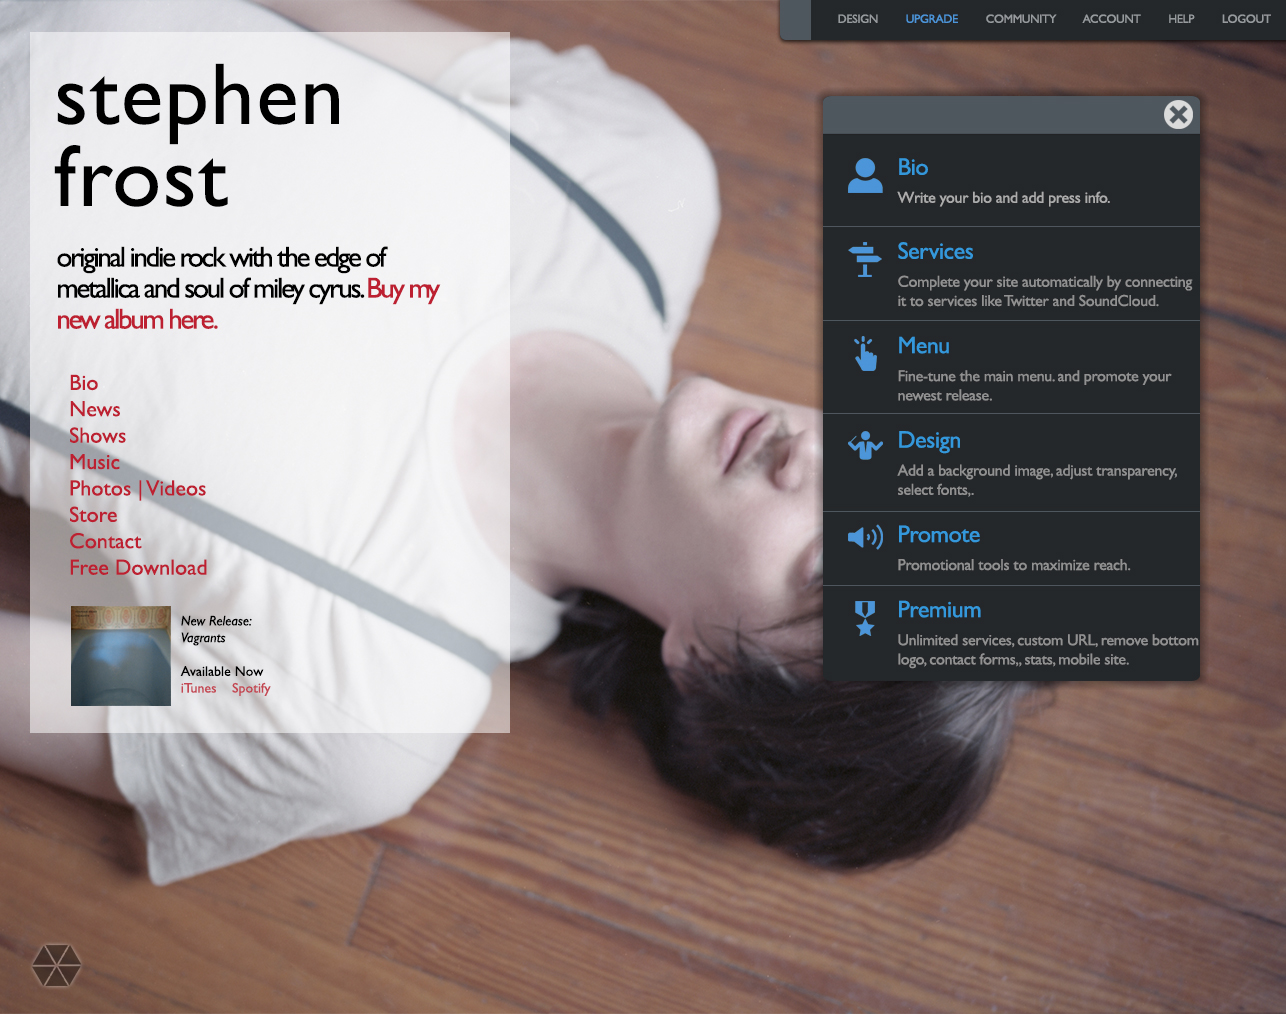 DESIGN UPGRADE COMMUNITY ACCOUNT HELP LOGOUT
stephen
frost
original indie rock with the edge of
metallica and soul of miley cyrus. Buy my
new album here.
Bio
News
Shows
Music
Photos | Videos
Store
Contact
Free Download
New Release:
Vagrants
Available Now
iTunes Spotify
Bio
Write your bio and add press info.
Services
Complete your site automatically by connecting
it to services like Twitter and SoundCloud.
Menu
Fine-tune the main menu. and promote your
newest release.
Design
Add a background image, adjust transparency,
select fonts,.
Promote
Promotional tools to maximize reach.
Premium
Unlimited services, custom URL, remove bottom
logo, contact forms,, stats, mobile site.